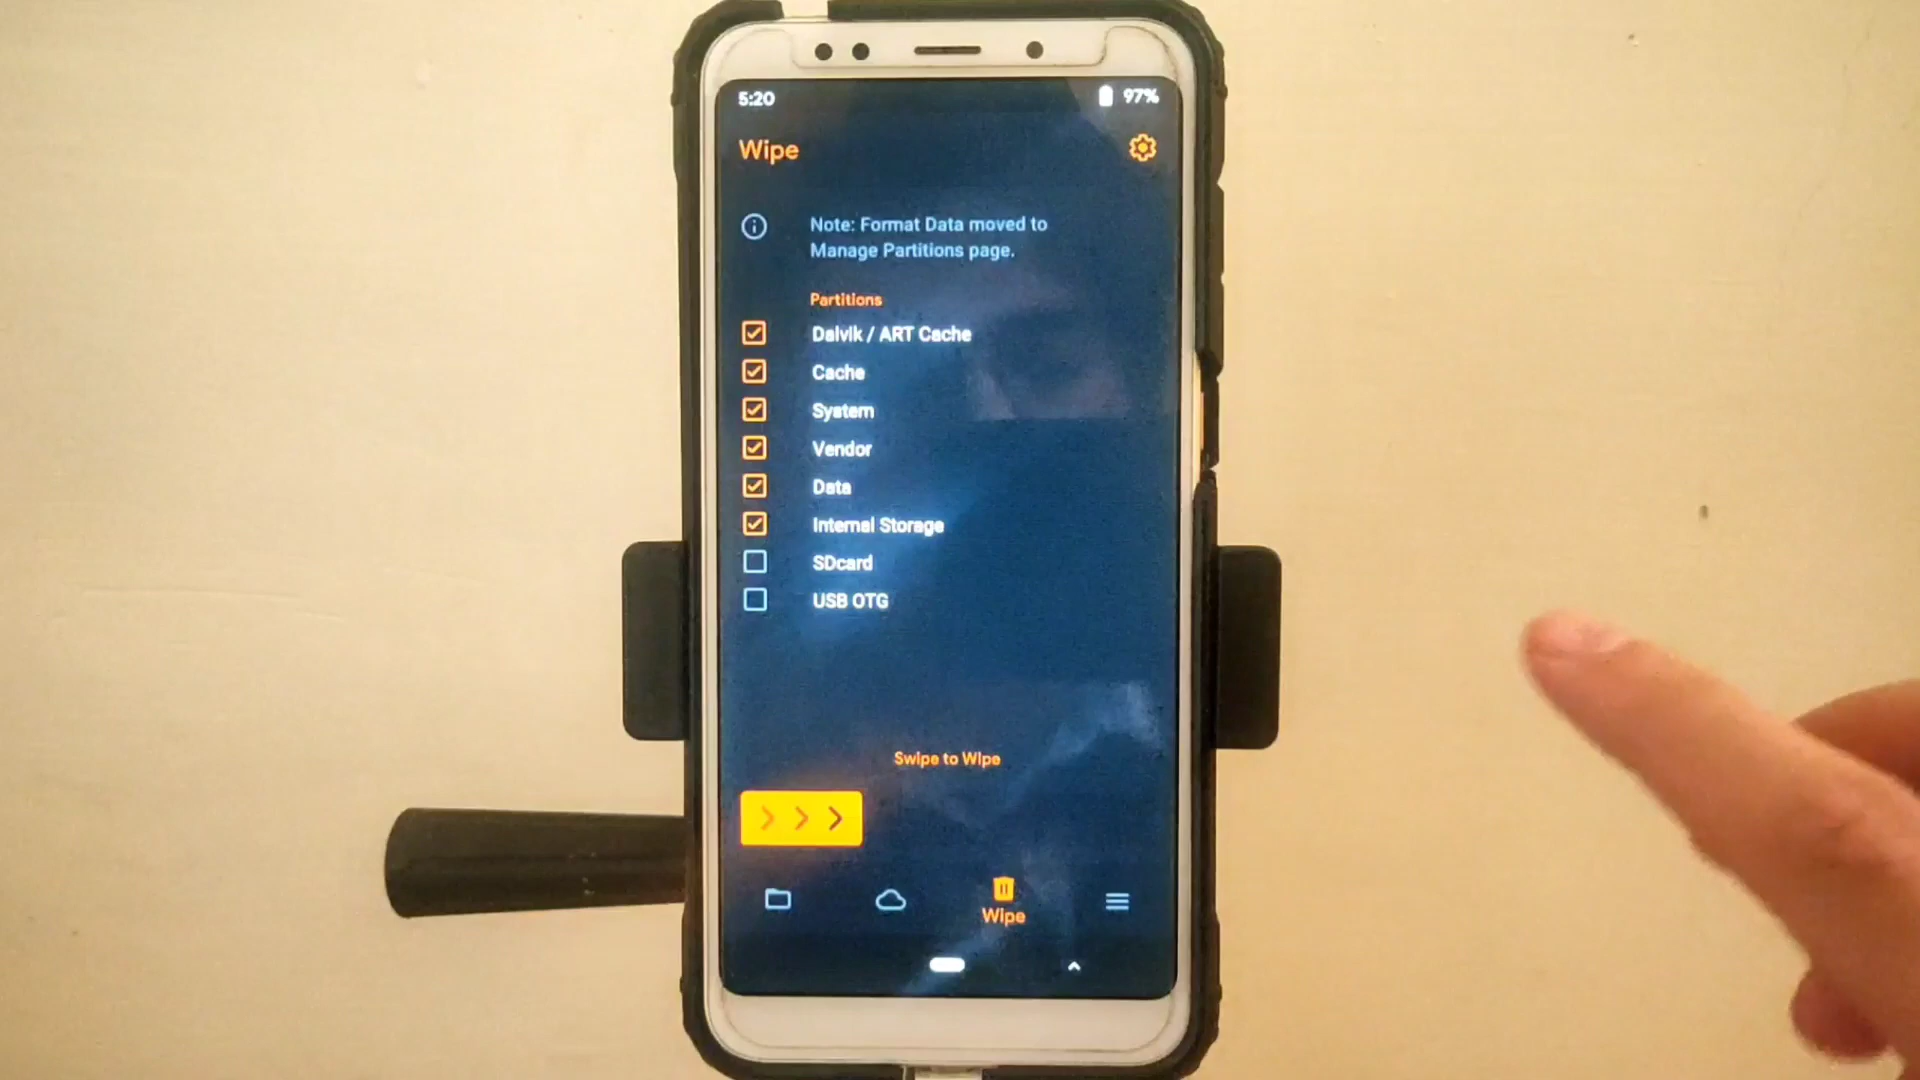 5:20
97%
Wipe
Note: Format Data moved to
Manage Partitions page.
Partitions
Dalvik / ART Cache
Cache
System
Vendor
Data
Internal Storage
SDcard
USB OTG
Swipe to Wipe
Wipe